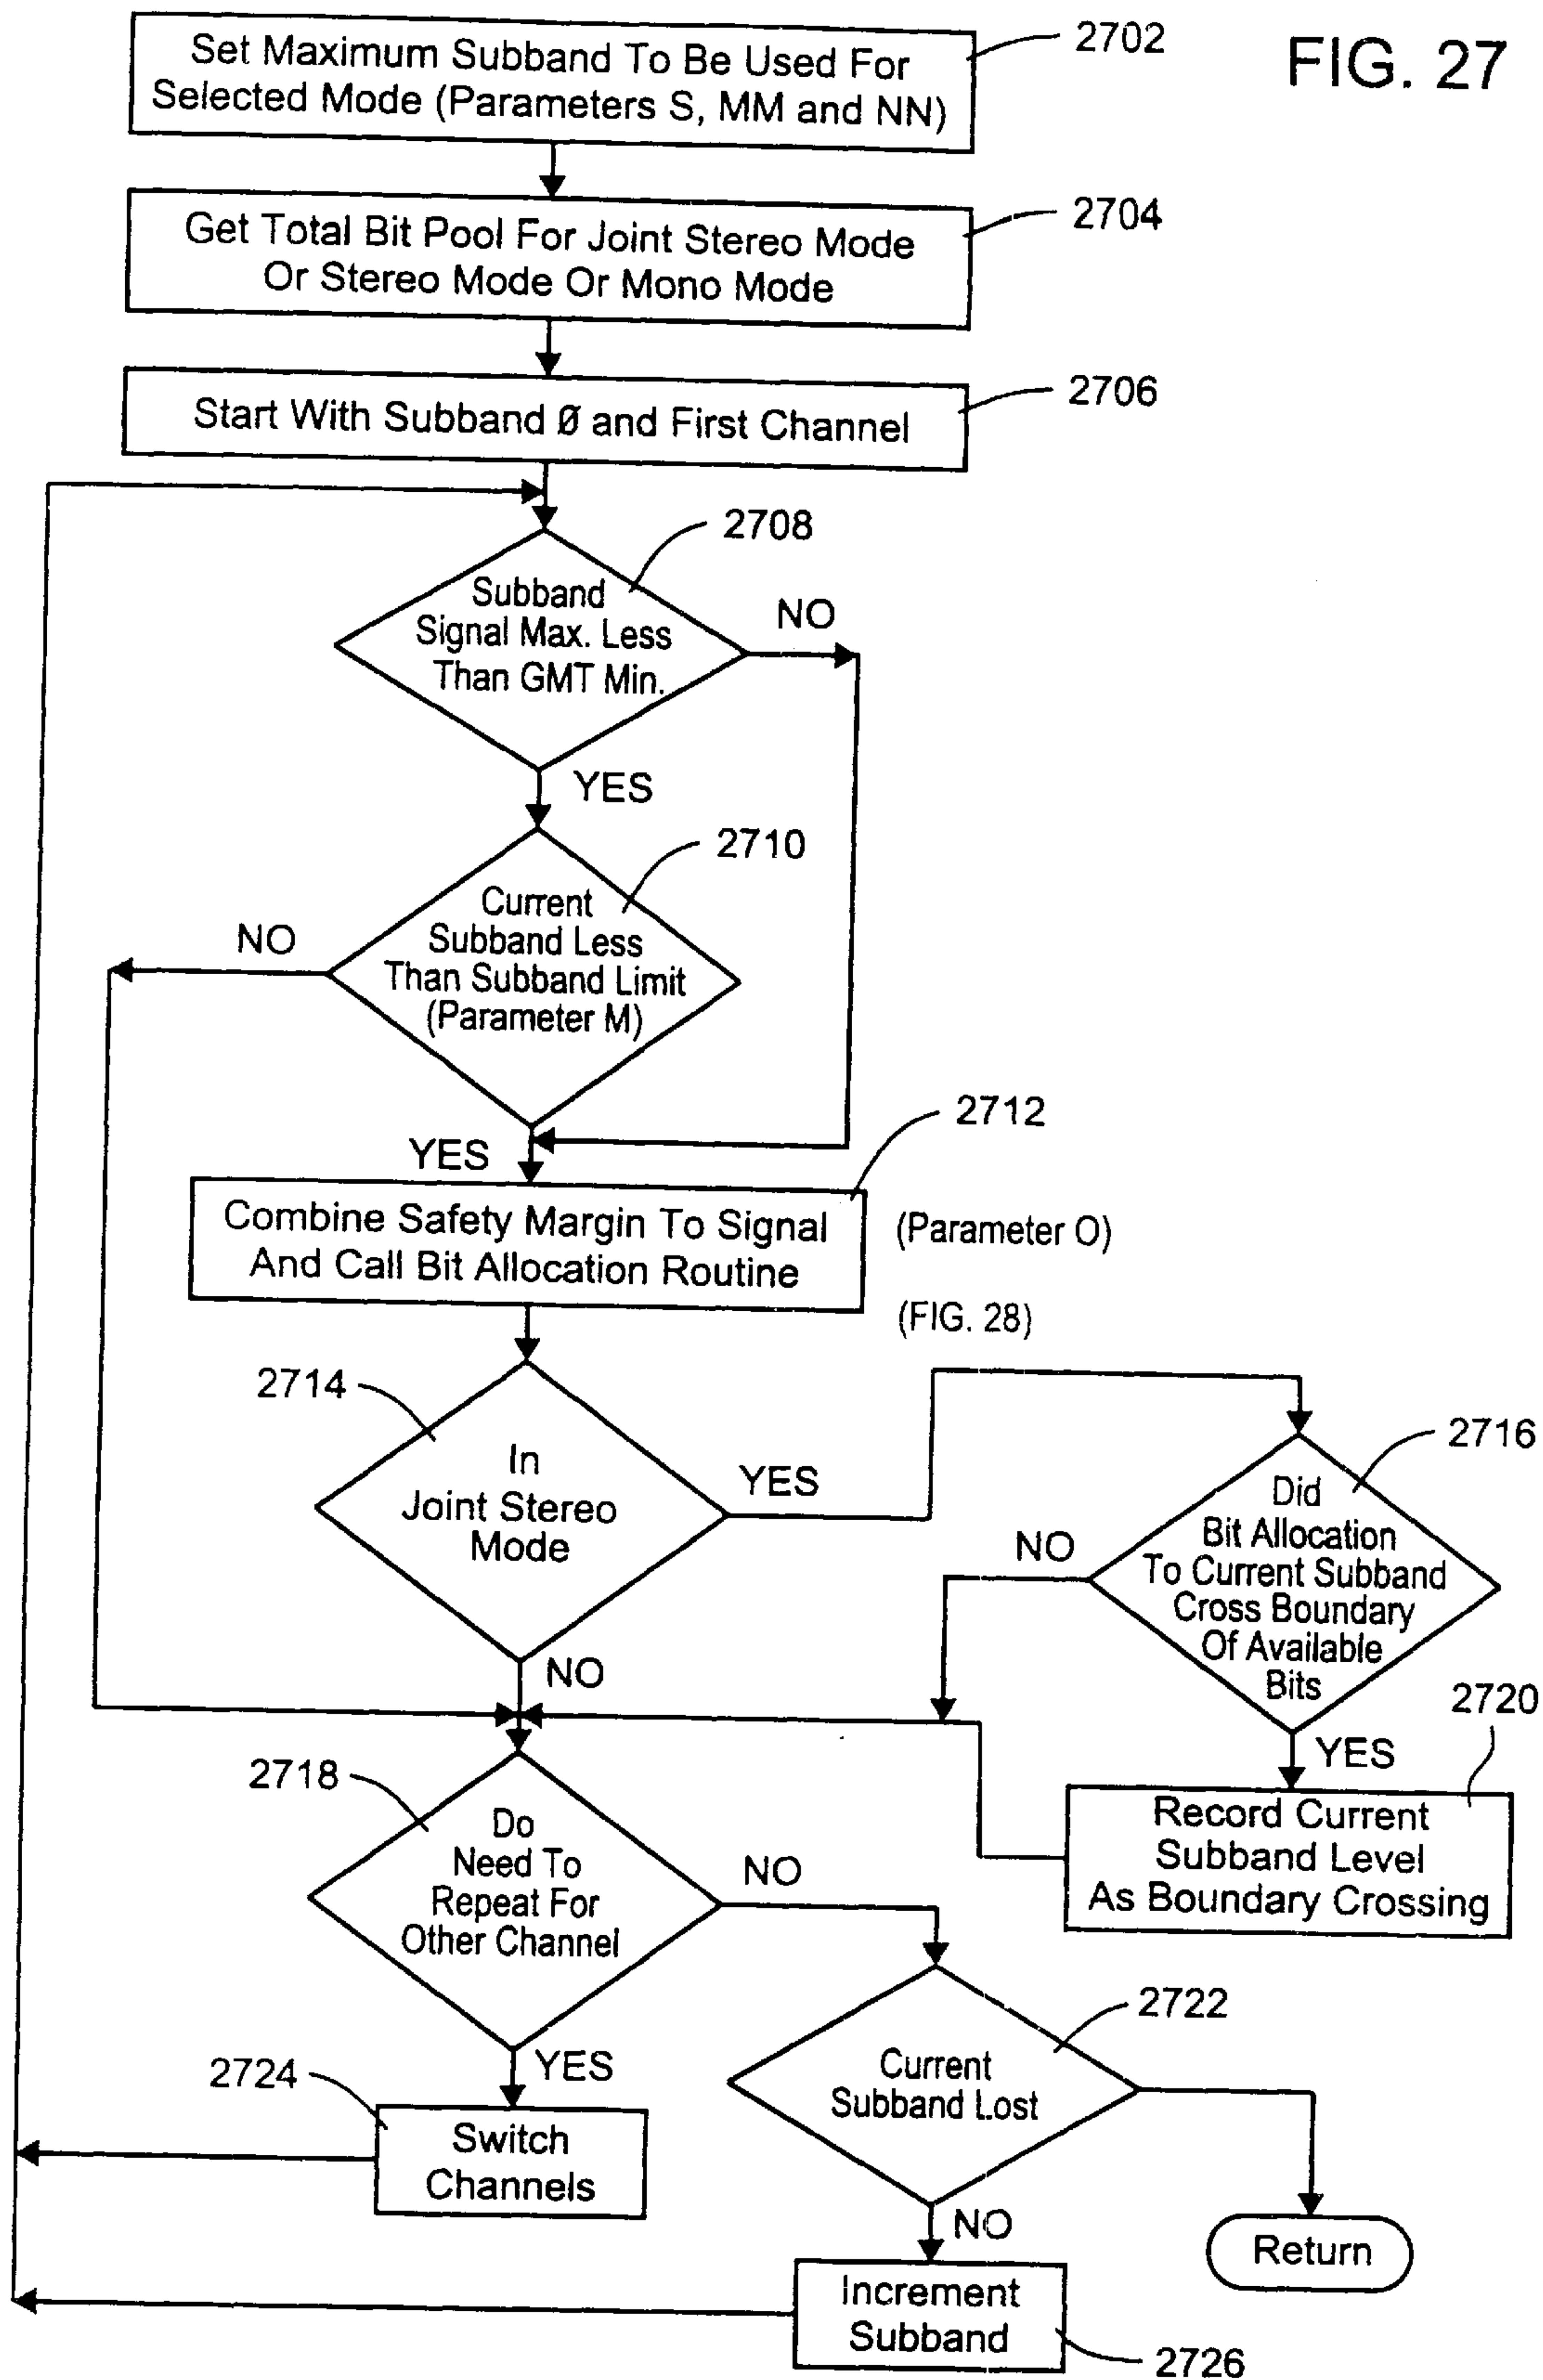 FIG. 27
2702
Set Maximum Subband To Be Used For
Selected Mode (Parameters S, MM and NN)
2704
Get Total Bit Pool For Joint Stereo Mode
Or Stereo Mode Or Mono Mode
2706
Start With Subband Ø and First Channel
2708
Subband
Signal Max. Less
Than GMT Min.
NO
YES
2710
Current
Subband Less
Than Subband Limit
(Parameter M)
NO
YES
2712
Combine Safety Margin To Signal
And Call Bit Allocation Routine
(Parameter O)
(FIG. 28)
2714
In
Joint Stereo
Mode
YES
NO
2716
Did
Bit Allocation
To Current Subband
Cross Boundary
Of Available
Bits
NO
YES
2720
Record Current
Subband Level
As Boundary Crossing
2718
Do
Need To
Repeat For
Other Channel
NO
YES
2722
Current
Subband Lost
NO
2724
Switch
Channels
Return
Increment
Subband
2726